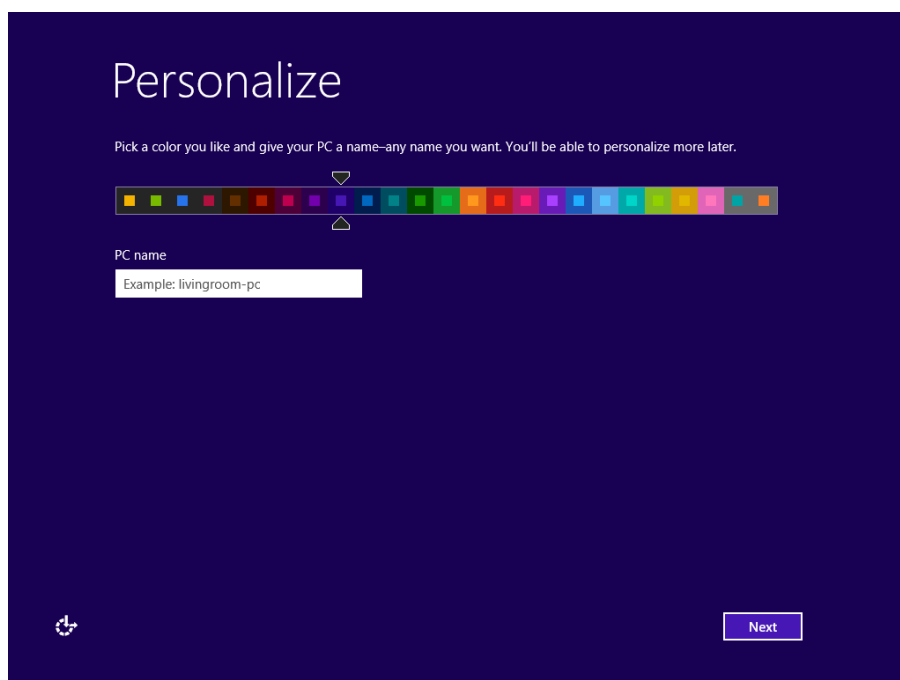 Personalize
Pick a color you like and give your PC a name–any name you want. You'll be able to personalize more later.
PC name
Example: livingroom-pc
Next